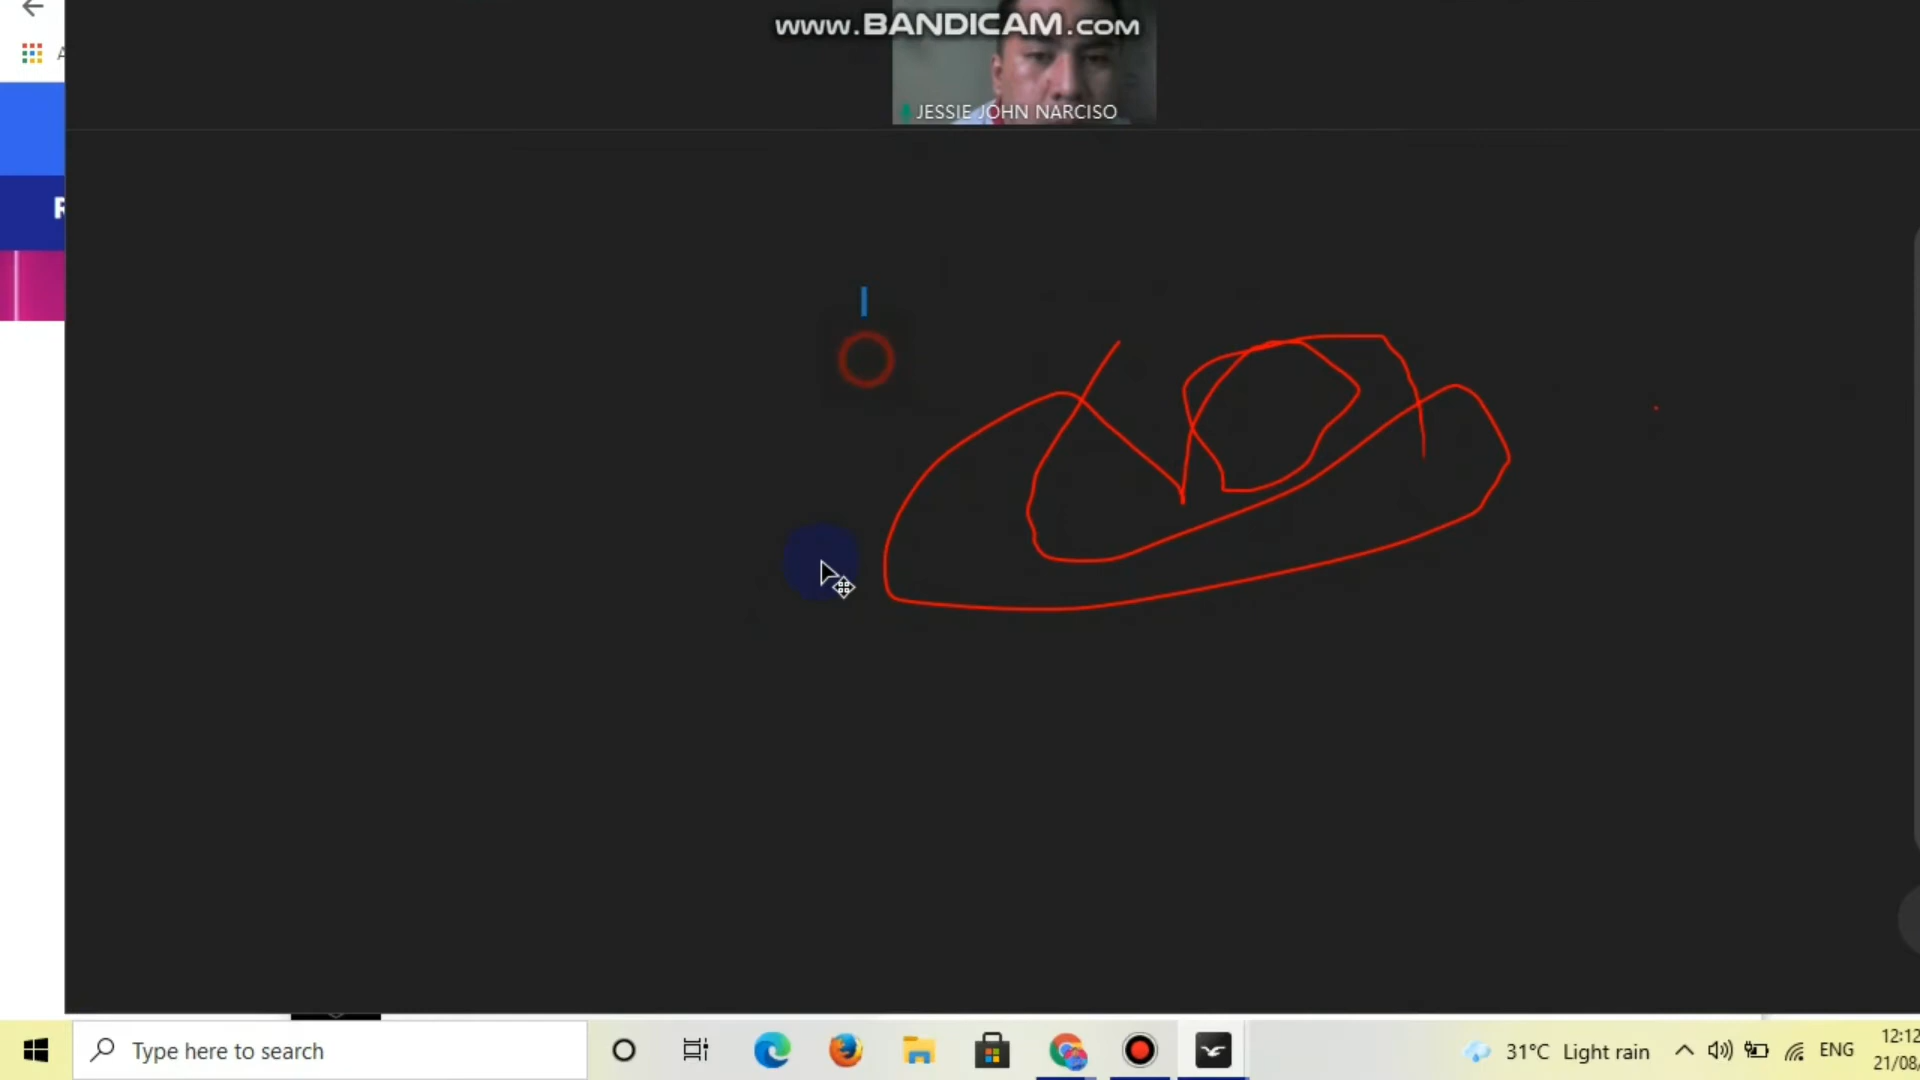 www.BANDICAM.com
JESSIE JOHN NARCISO
R
Type here to search
31°C Light rain
ENG
12:12
21/08/